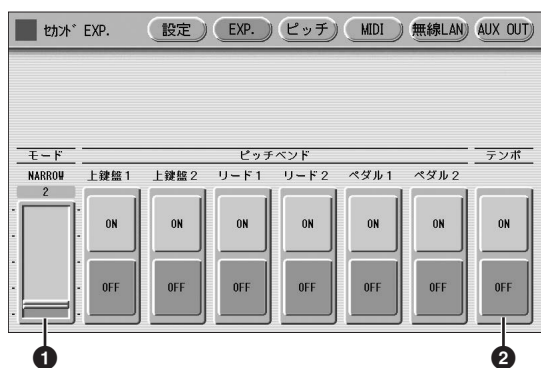 ｾｶﾝﾄﾞ EXP. 設定 EXP. ピッチ MIDI 無線LAN AUX OUT
モード ピッチベンド テンポ
NARROW 上鍵盤1 上鍵盤2 リード1 リード2 ペダル1 ペダル2
2
ON ON ON ON ON ON ON
OFF OFF OFF OFF OFF OFF OFF
1 2